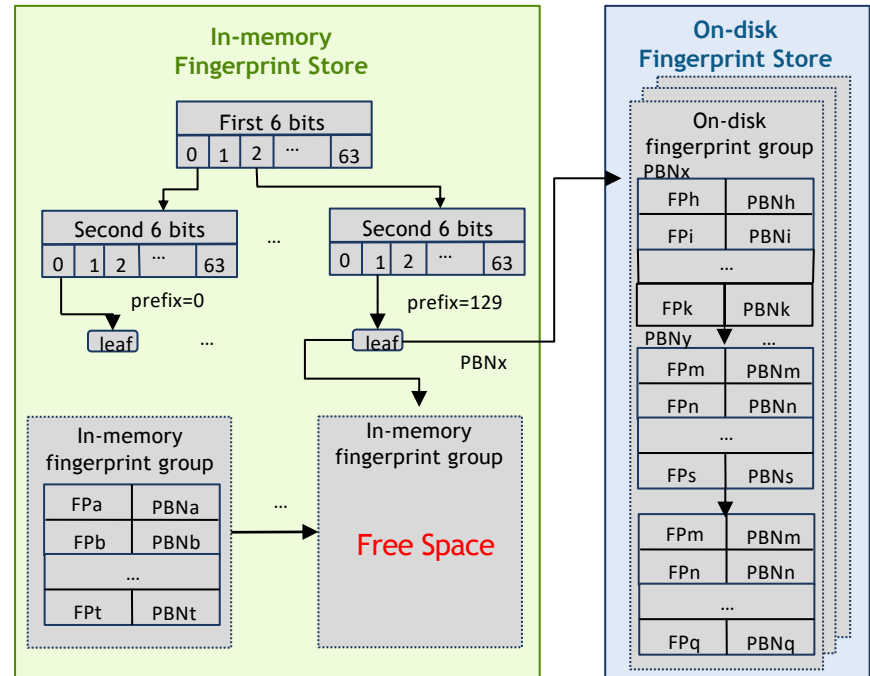 In-memory
Fingerprint Store
First 6 bits
0 1 2 ... 63
Second 6 bits
0 1 2 ... 63
...
Second 6 bits
0 1 2 ... 63
prefix=0
prefix=129
leaf
...
leaf
PBNx
In-memory
fingerprint group
FPa PBNa
FPb PBNb
...
FPt PBNt
...
In-memory
fingerprint group
Free Space
On-disk
Fingerprint Store
On-disk
fingerprint group
PBNx
FPh PBNh
FPi PBNi
...
FPk PBNk
PBNy ...
FPm PBNm
FPn PBNn
...
FPs PBNs
FPm PBNm
FPn PBNn
...
FPq PBNq